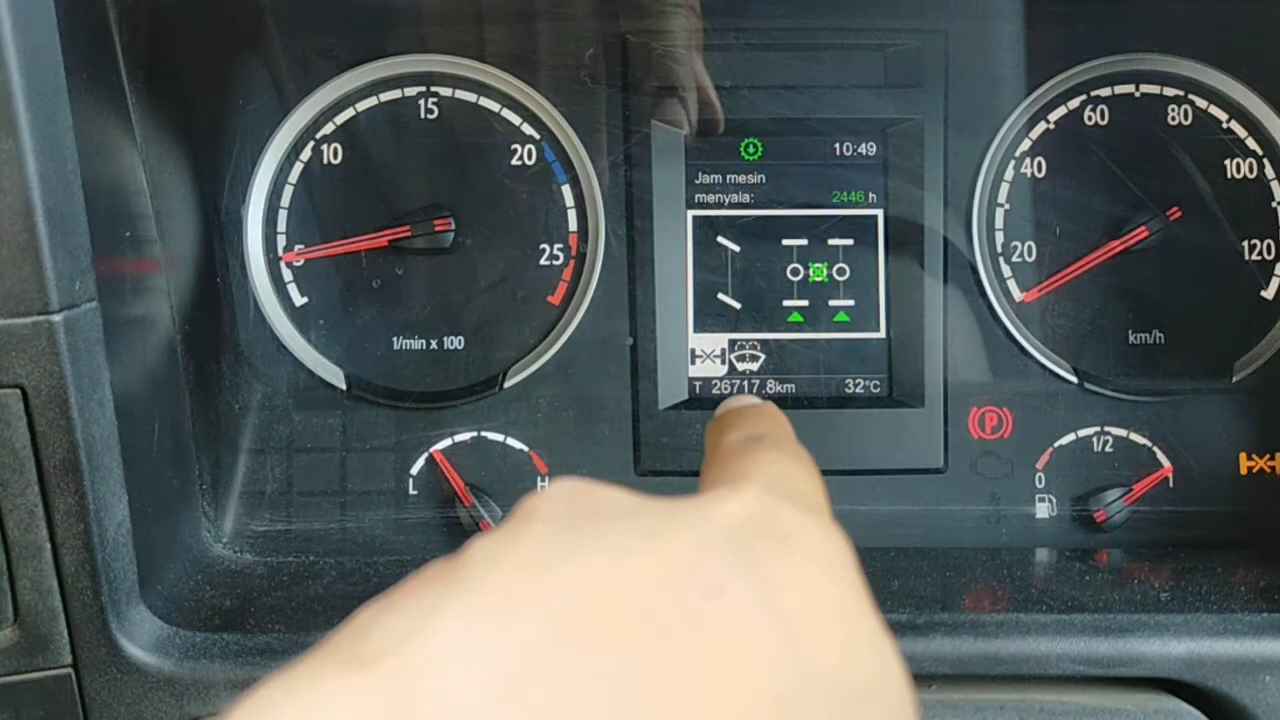 10:49
Jam mesin
menyala: 2446 h
T 26717.8km 32°C
5 10 15 20 25
1/min x 100
20 40 60 80 100 120
km/h
L H
P
0 1/2 1